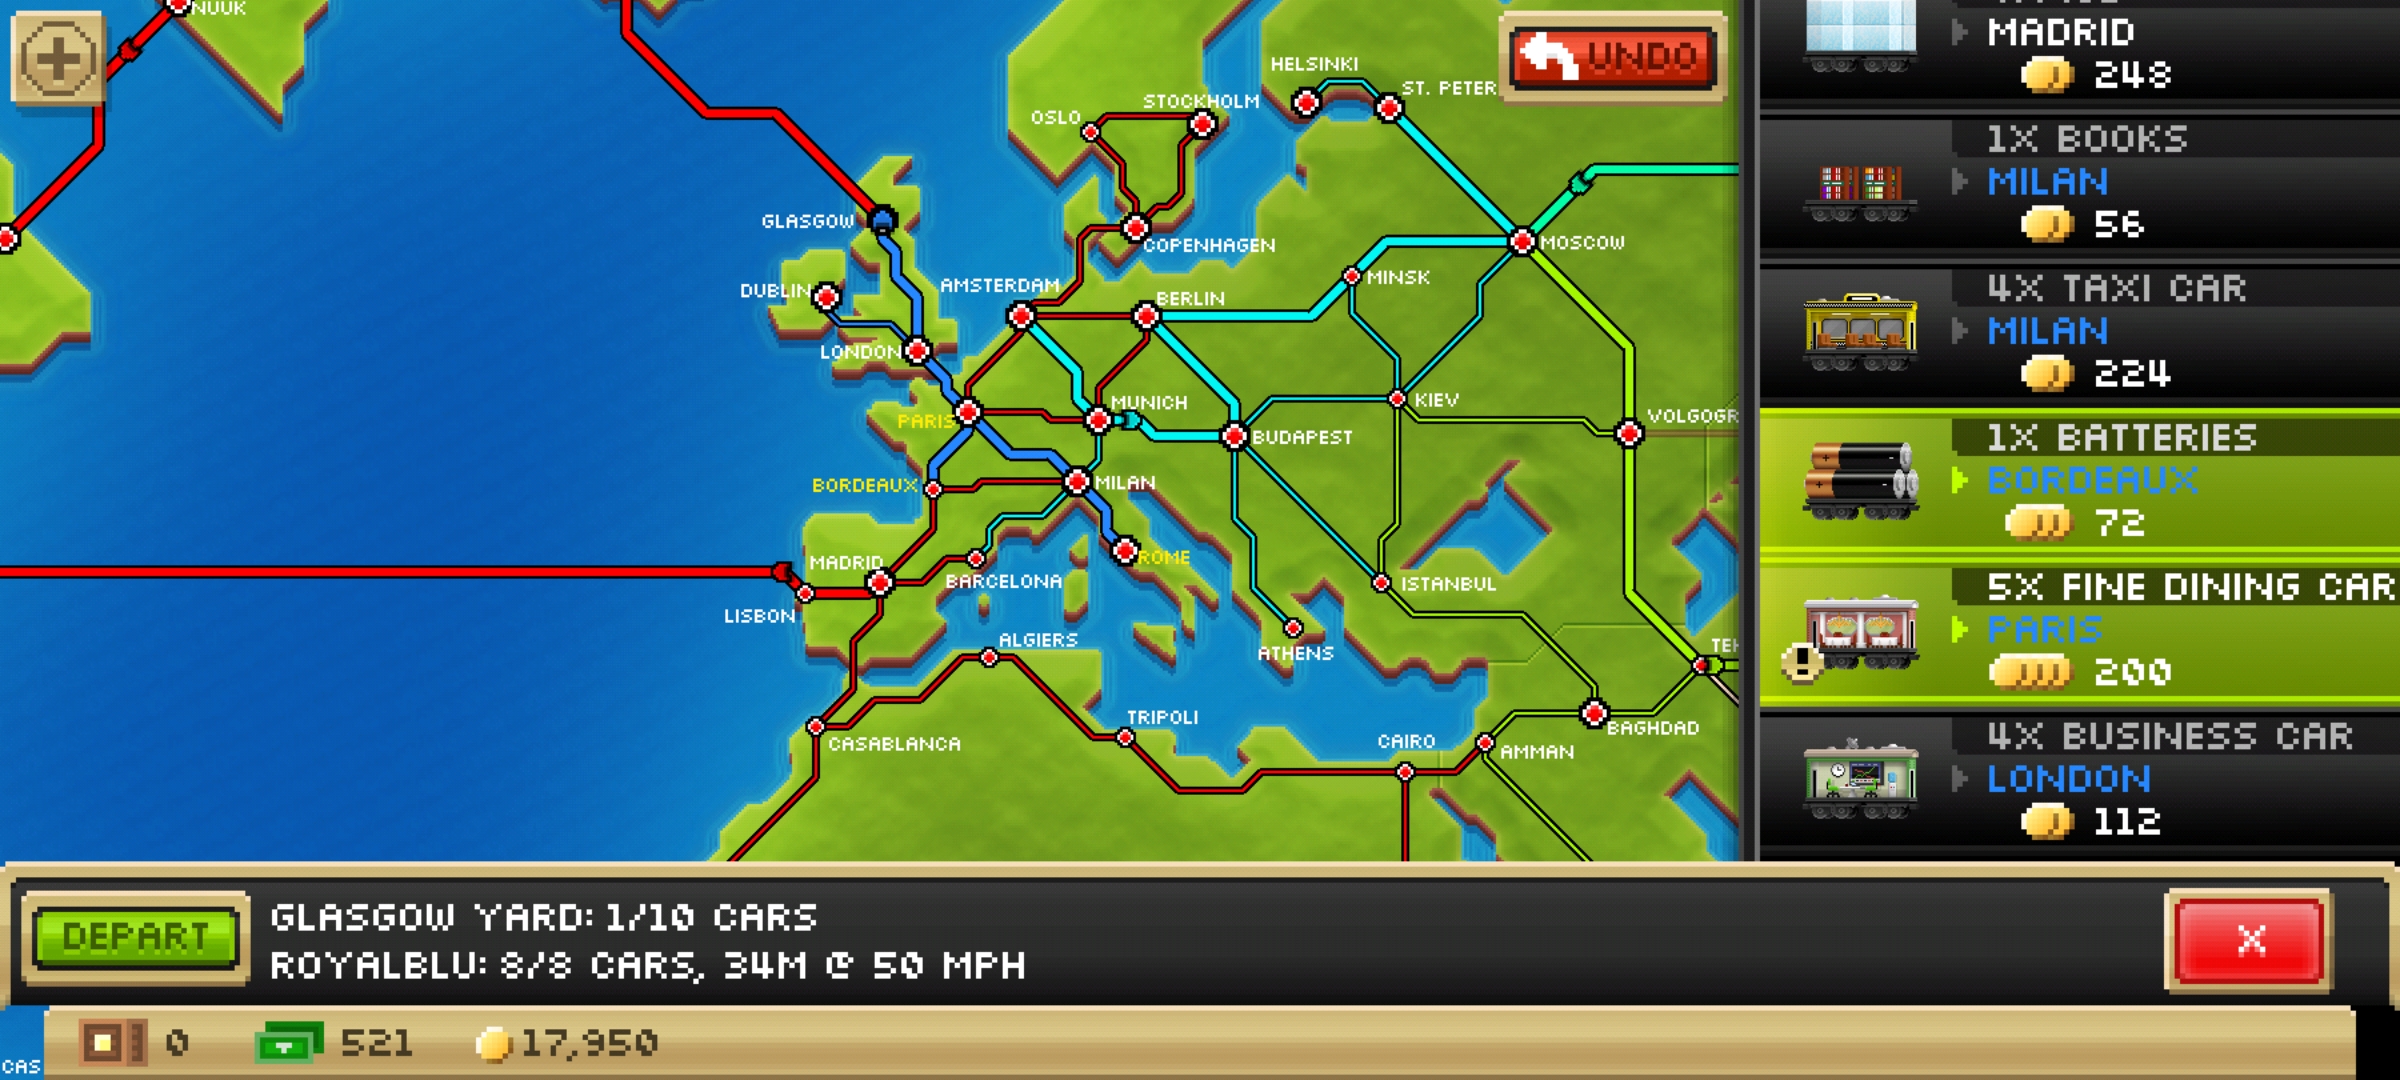 NUUK
UNDO
HELSINKI
ST. PETER
STOCKHOLM
OSLO
GLASGOW
COPENHAGEN
MOSCOW
MINSK
DUBLIN
AMSTERDAM
BERLIN
LONDON
MUNICH
KIEV
VOLGOGR
PARIS
BUDAPEST
BORDEAUX
MILAN
MADRID
ROME
BARCELONA
ISTANBUL
LISBON
ALGIERS
ATHENS
TEH
TRIPOLI
CASABLANCA
CAIRO
AMMAN
BAGHDAD
MADRID
248
1X BOOKS
MILAN
56
4X TAXI CAR
MILAN
224
1X BATTERIES
BORDEAUX
72
5X FINE DINING CAR
PARIS
200
4X BUSINESS CAR
LONDON
112
DEPART
GLASGOW YARD: 1/10 CARS
ROYALBLU: 8/8 CARS, 34M @ 50 MPH
X
0
521
17,950
CAS